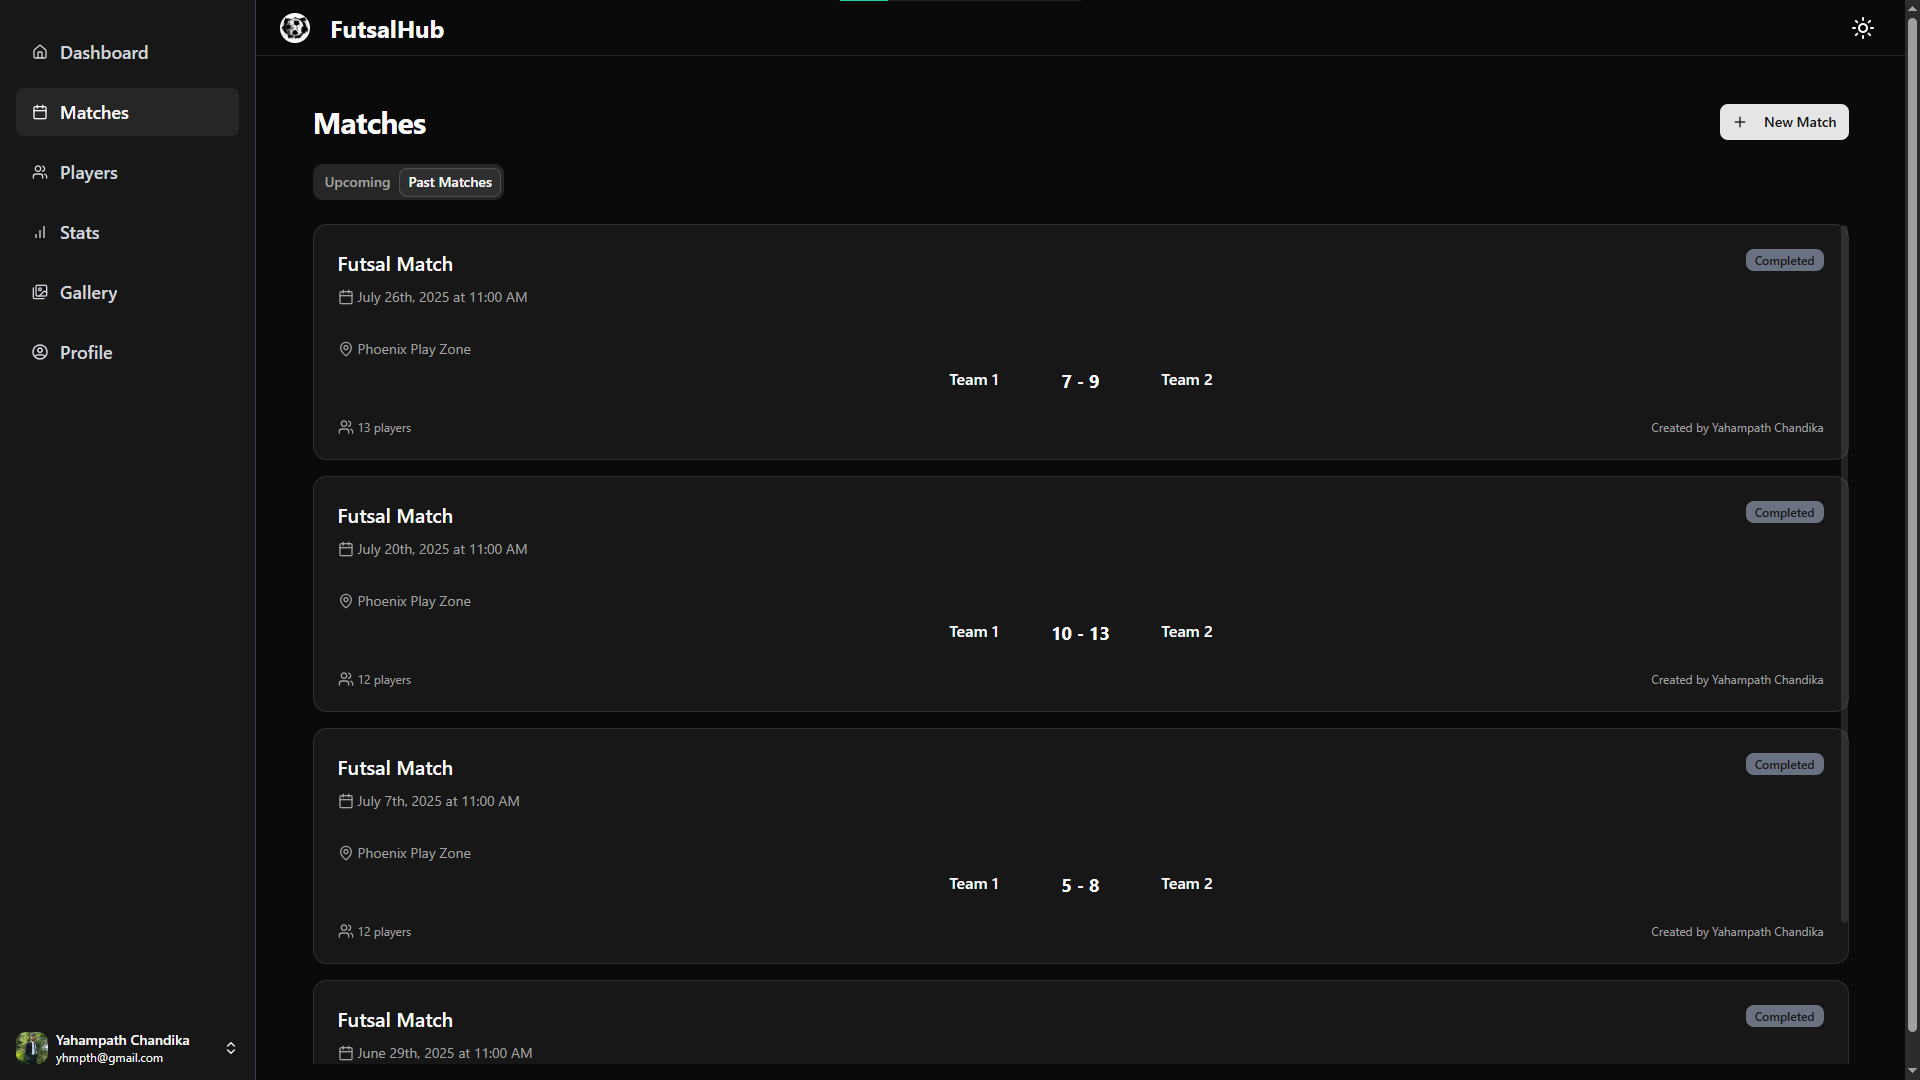 Dashboard
Matches
Players
Stats
Gallery
Profile
Yahampath Chandika
yhmpth@gmail.com
FutsalHub
Matches
New Match
Upcoming
Past Matches
Futsal Match
Completed
July 26th, 2025 at 11:00 AM
Phoenix Play Zone
Team 1 7 - 9 Team 2
13 players
Created by Yahampath Chandika
Futsal Match
Completed
July 20th, 2025 at 11:00 AM
Phoenix Play Zone
Team 1 10 - 13 Team 2
12 players
Created by Yahampath Chandika
Futsal Match
Completed
July 7th, 2025 at 11:00 AM
Phoenix Play Zone
Team 1 5 - 8 Team 2
12 players
Created by Yahampath Chandika
Futsal Match
Completed
June 29th, 2025 at 11:00 AM